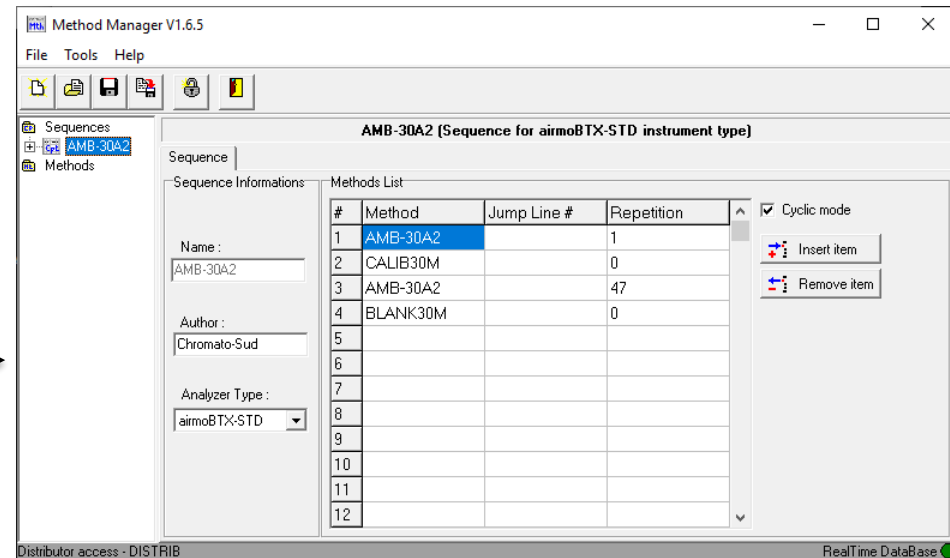 Method Manager V1.6.5
File Tools Help
Sequences
AMB-30A2
Methods
AMB-30A2 (Sequence for airmoBTX-STD instrument type)
Sequence
Sequence Informations
Name :
AMB-30A2
Author :
Chromato-Sud
Analyzer Type :
airmoBTX-STD
Methods List
# Method Jump Line # Repetition
1 AMB-30A2 1
2 CALIB30M 0
3 AMB-30A2 47
4 BLANK30M 0
5
6
7
8
9
10
11
12
Cyclic mode
Insert item
Remove item
Distributor access - DISTRIB
RealTime DataBase